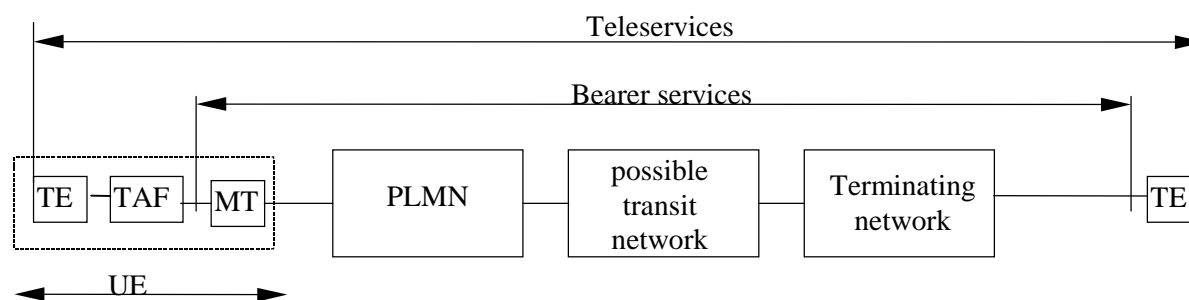 Teleservices
Bearer services
TE
TAF
MT
PLMN
possible
transit
network
Terminating
network
TE
UE